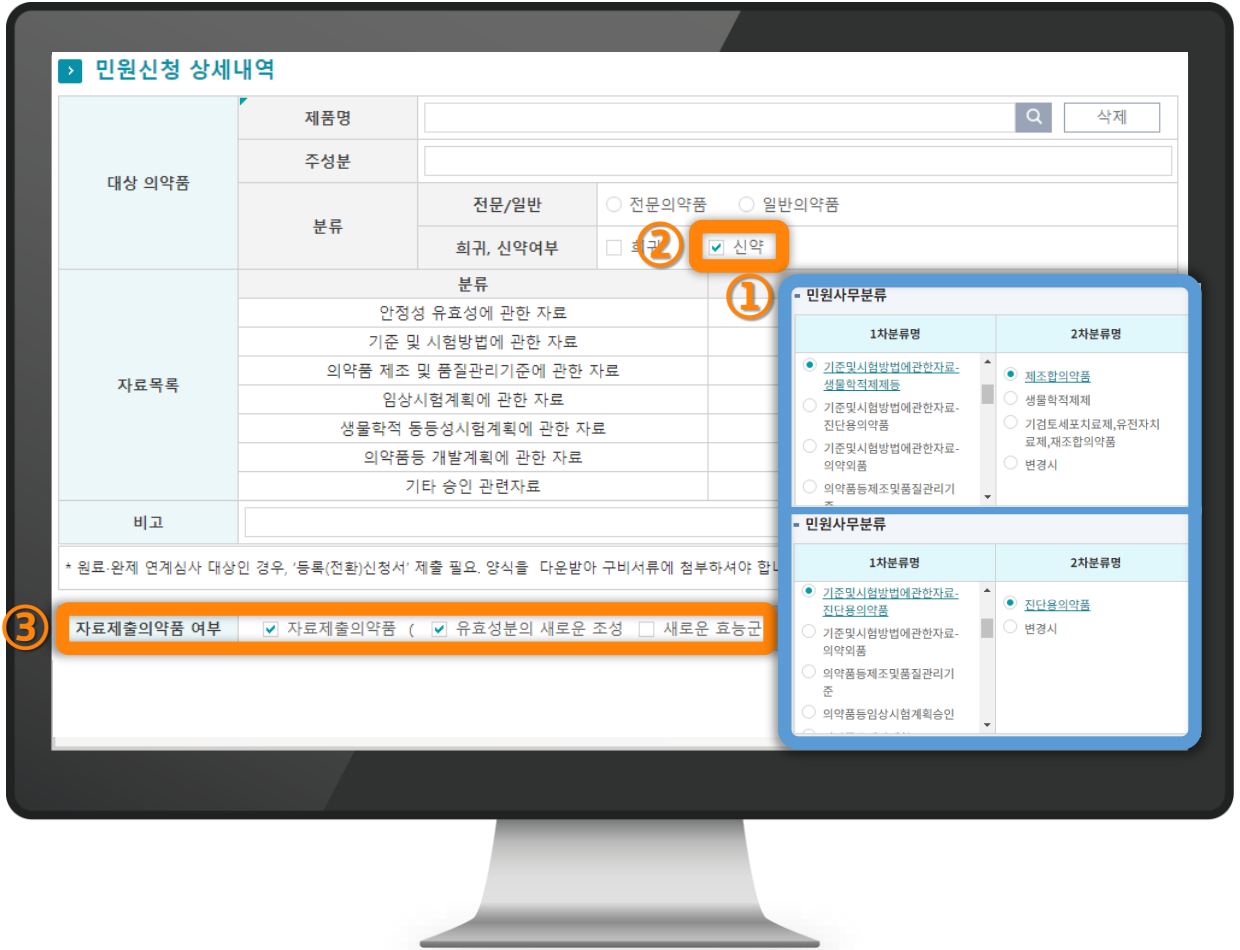 민원신청 상세내역
대상 의약품
제품명
삭제
주성분
분류
전문/일반
전문의약품
일반의약품
희귀, 신약여부
②
신약
자료목록
분류
안정성 유효성에 관한 자료
기준 및 시험방법에 관한 자료
의약품 제조 및 품질관리기준에 관한 자료
임상시험계획에 관한 자료
생물학적 동등성시험계획에 관한 자료
의약품등 개발계획에 관한 자료
기타 승인 관련자료
비고
* 원료·완제 연계심사 대상인 경우, '등록(전환)신청서' 제출 필요. 양식을 다운받아 구비서류에 첨부하셔야 합
③
자료제출의약품 여부
자료제출의약품 ( 유효성분의 새로운 조성 새로운 효능군
①
민원사무분류
1차분류명
2차분류명
기준및시험방법에관한자료-
생물학적제제등
기준및시험방법에관한자료-
진단용의약품
기준및시험방법에관한자료-
의약외품
의약품등제조및품질관리기
준
제조합의약품
생물학적제제
기검토세포치료제,유전자치
료제,재조합의약품
변경시
민원사무분류
1차분류명
2차분류명
기준및시험방법에관한자료-
진단용의약품
기준및시험방법에관한자료-
의약외품
의약품등제조및품질관리기
준
의약품등임상시험계획승인
진단용의약품
변경시